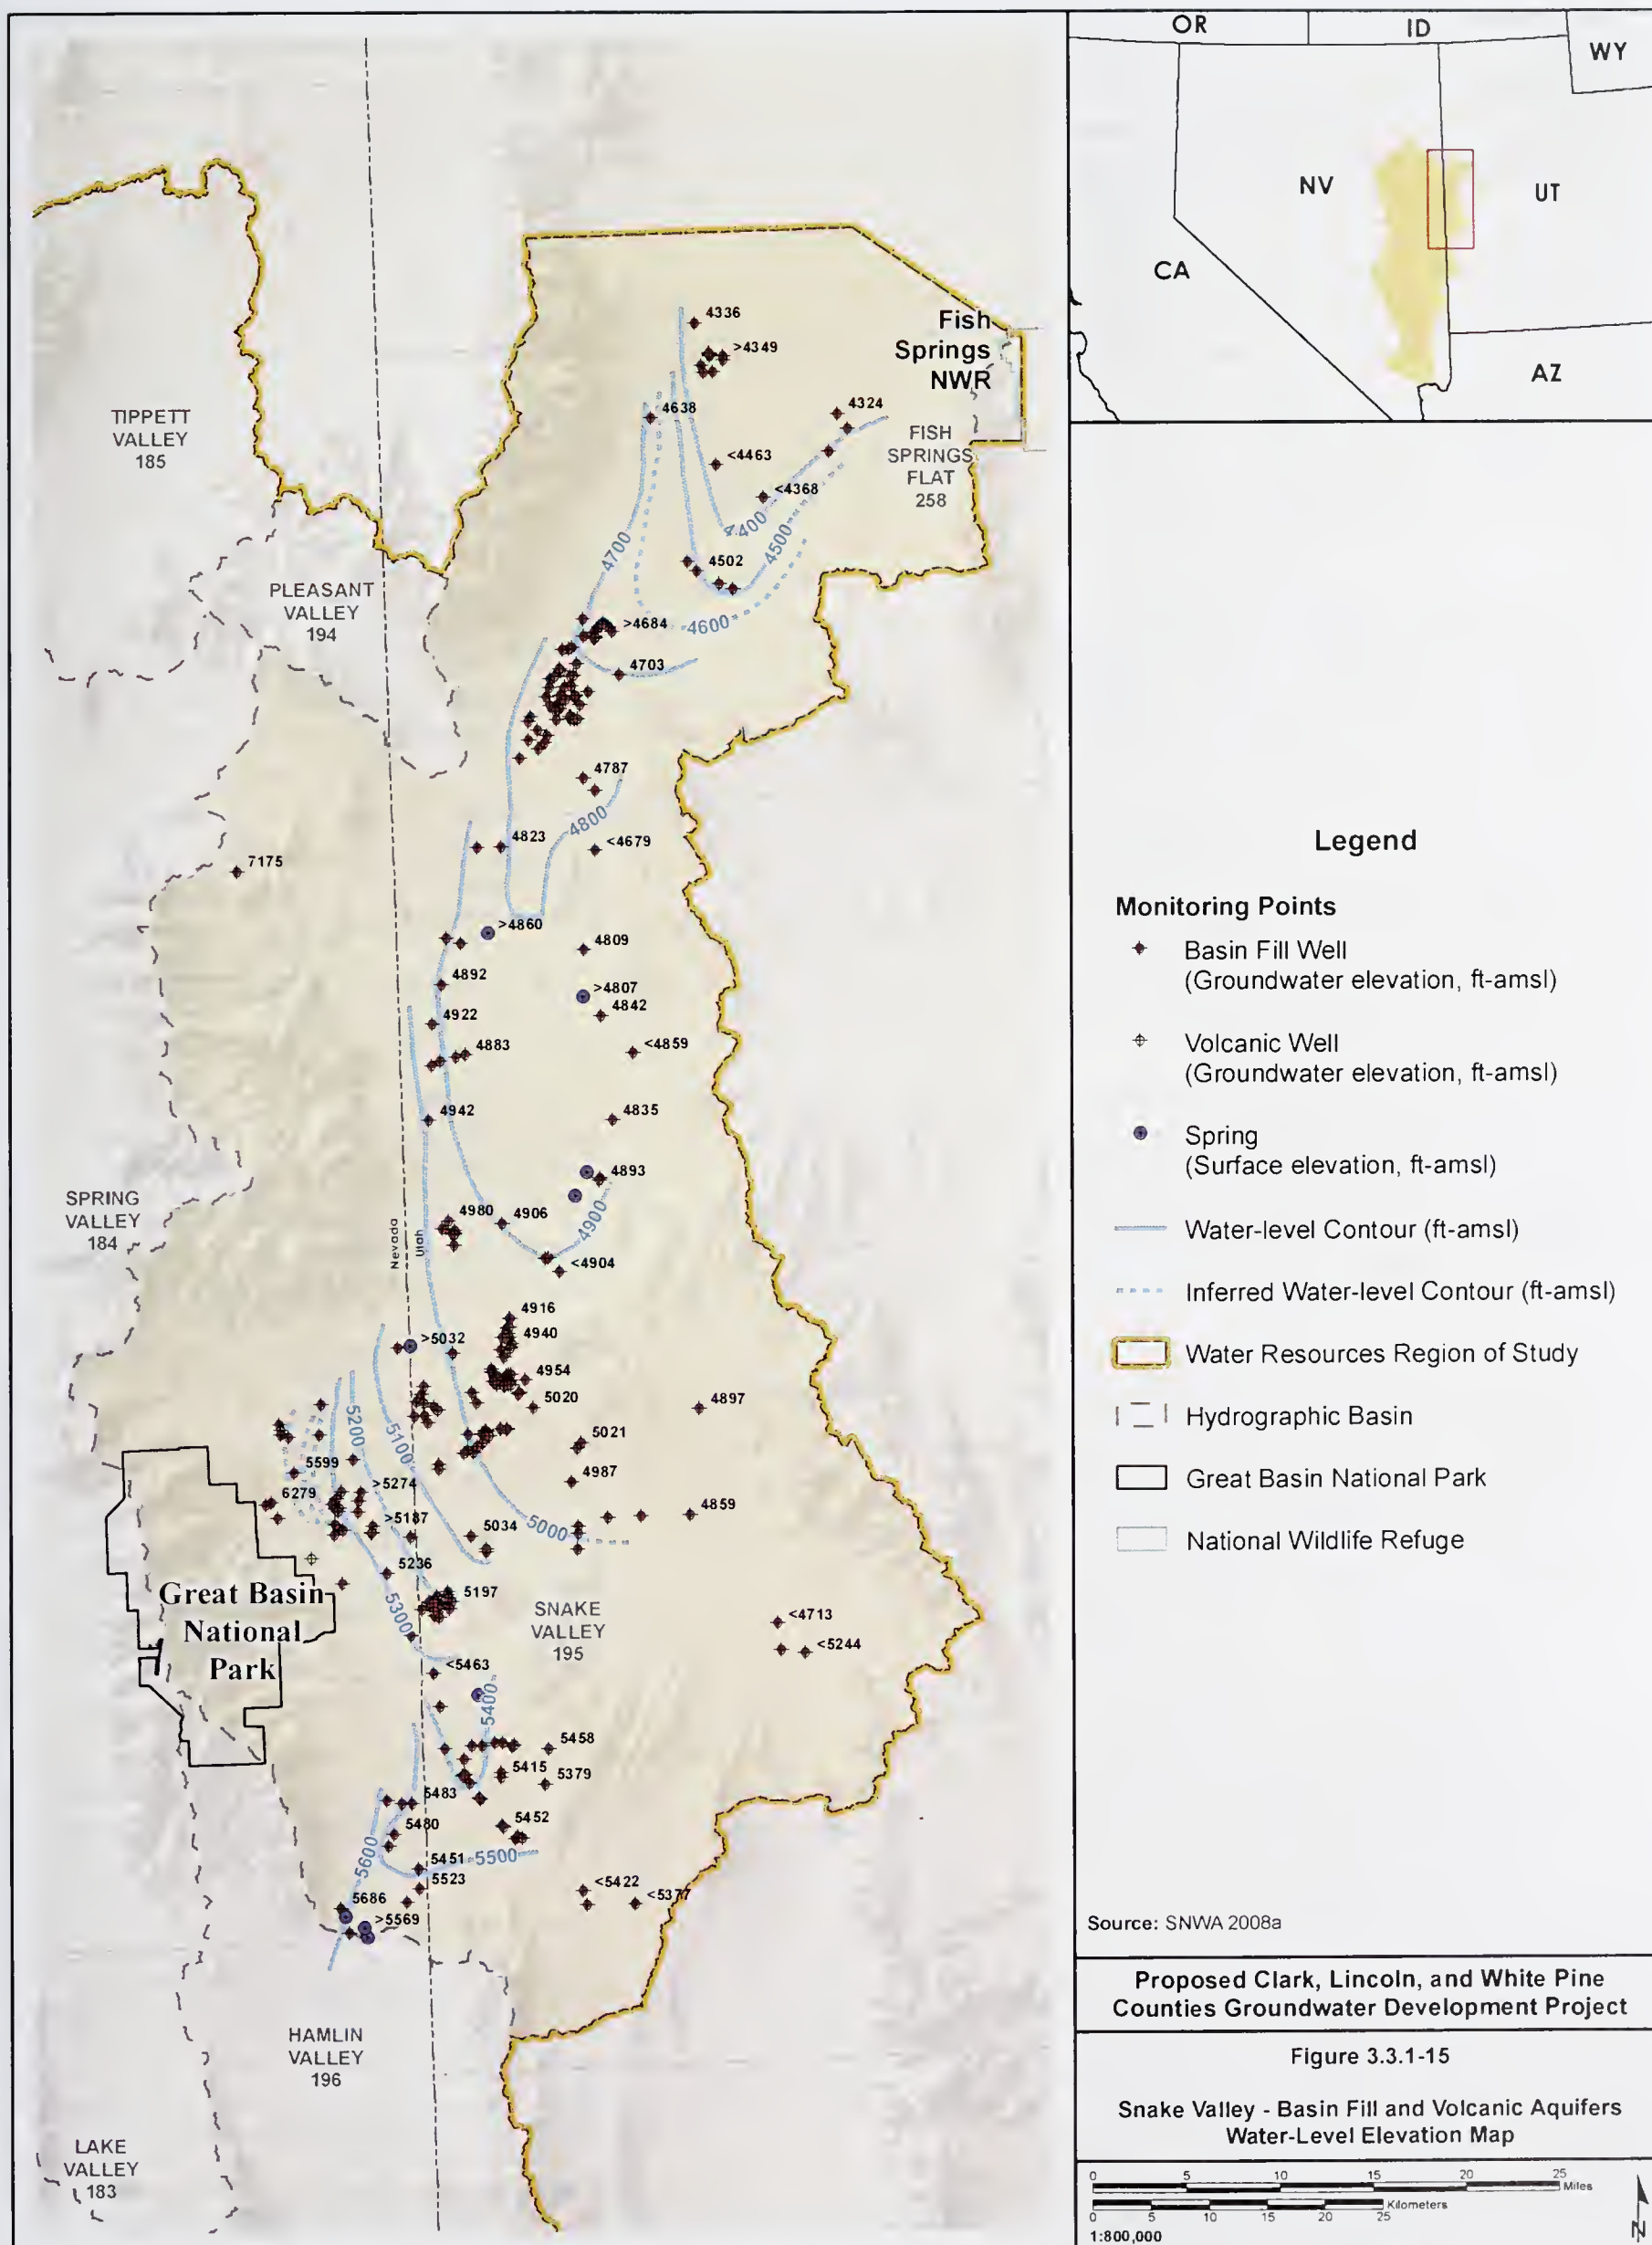 OR
ID
WY
NV
UT
CA
AZ
4336
>4349
Fish
Springs
NWR
4638
4324
TIPPETT
VALLEY
185
FISH
SPRINGS
FLAT
258
<4463
<4368
4400
4500
4700
4502
PLEASANT
VALLEY
194
>4684
4600
4703
4787
4800
4823
<4679
7175
>4860
4809
4892
>4807
4842
4922
4883
<4859
4942
4835
4893
SPRING
VALLEY
184
Nevada
Utah
4980
4906
4900
<4904
4916
4940
>5032
4954
5020
4897
5200
5100
5021
5599
4987
6279
>5274
4859
>5187
5034
5000
5236
5197
Great Basin
National
Park
5300
SNAKE
VALLEY
195
<4713
<5244
<5463
5400
5458
5415
5379
5483
5480
5452
5600
5451
5500
5523
<5422
<5377
5686
>5569
HAMLIN
VALLEY
196
LAKE
VALLEY
183
Legend
Monitoring Points
Basin Fill Well
(Groundwater elevation, ft-amsl)
Volcanic Well
(Groundwater elevation, ft-amsl)
Spring
(Surface elevation, ft-amsl)
Water-level Contour (ft-amsl)
Inferred Water-level Contour (ft-amsl)
Water Resources Region of Study
Hydrographic Basin
Great Basin National Park
National Wildlife Refuge
Source: SNWA 2008a
Proposed Clark, Lincoln, and White Pine
Counties Groundwater Development Project
Figure 3.3.1-15
Snake Valley - Basin Fill and Volcanic Aquifers
Water-Level Elevation Map
0 5 10 15 20 25
Miles
Kilometers
0 5 10 15 20 25
1:800,000
N